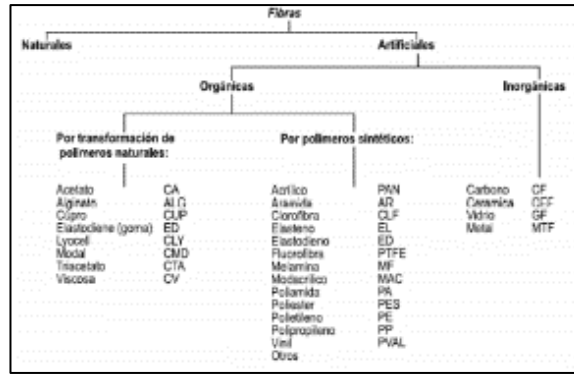 Fibras
Naturales Artificiales
Orgánicas Inorgánicas
Por transformación de
polímeros naturales:
Por polímeros sintéticos:
Acetato CA
Alginato ALG
Cupro CUP
Elastodiene (goma) ED
Lyocell CLY
Modal CMD
Triacetato CTA
Viscosa CV
Acrílico PAN
Aramida AR
Clorofibra CLF
Elasteno EL
Elastodieno ED
Fluorofibra PTFE
Melamina MF
Modacrílico MAC
Poliamida PA
Poliester PES
Polietileno PE
Polipropileno PP
Vinil PVAL
Otros
Carbono CF
Ceramica CEF
Vidrio GF
Metal MTF